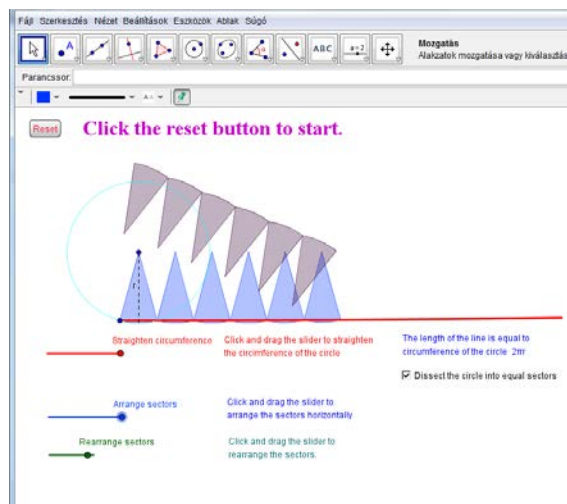 Fájl Szerkesztés Nézet Beállítások Eszközök Ablak Súgó
A
ABC
a=2
Mozgatás
Alakzatok mozgatása vagy kiválasztás
Parancssor:
Reset
Click the reset button to start.
r
Straighten circumference
Click and drag the slider to straighten
the circimference of the circle
The length of the line is equal to
circumference of the circle 2πr
Dissect the circle into equal sectors
Arrange sectors
Click and drag the slider to
arrange the sectors horizontally
Rearrange sectors
Click and drag the slider to
rearrange the sectors.